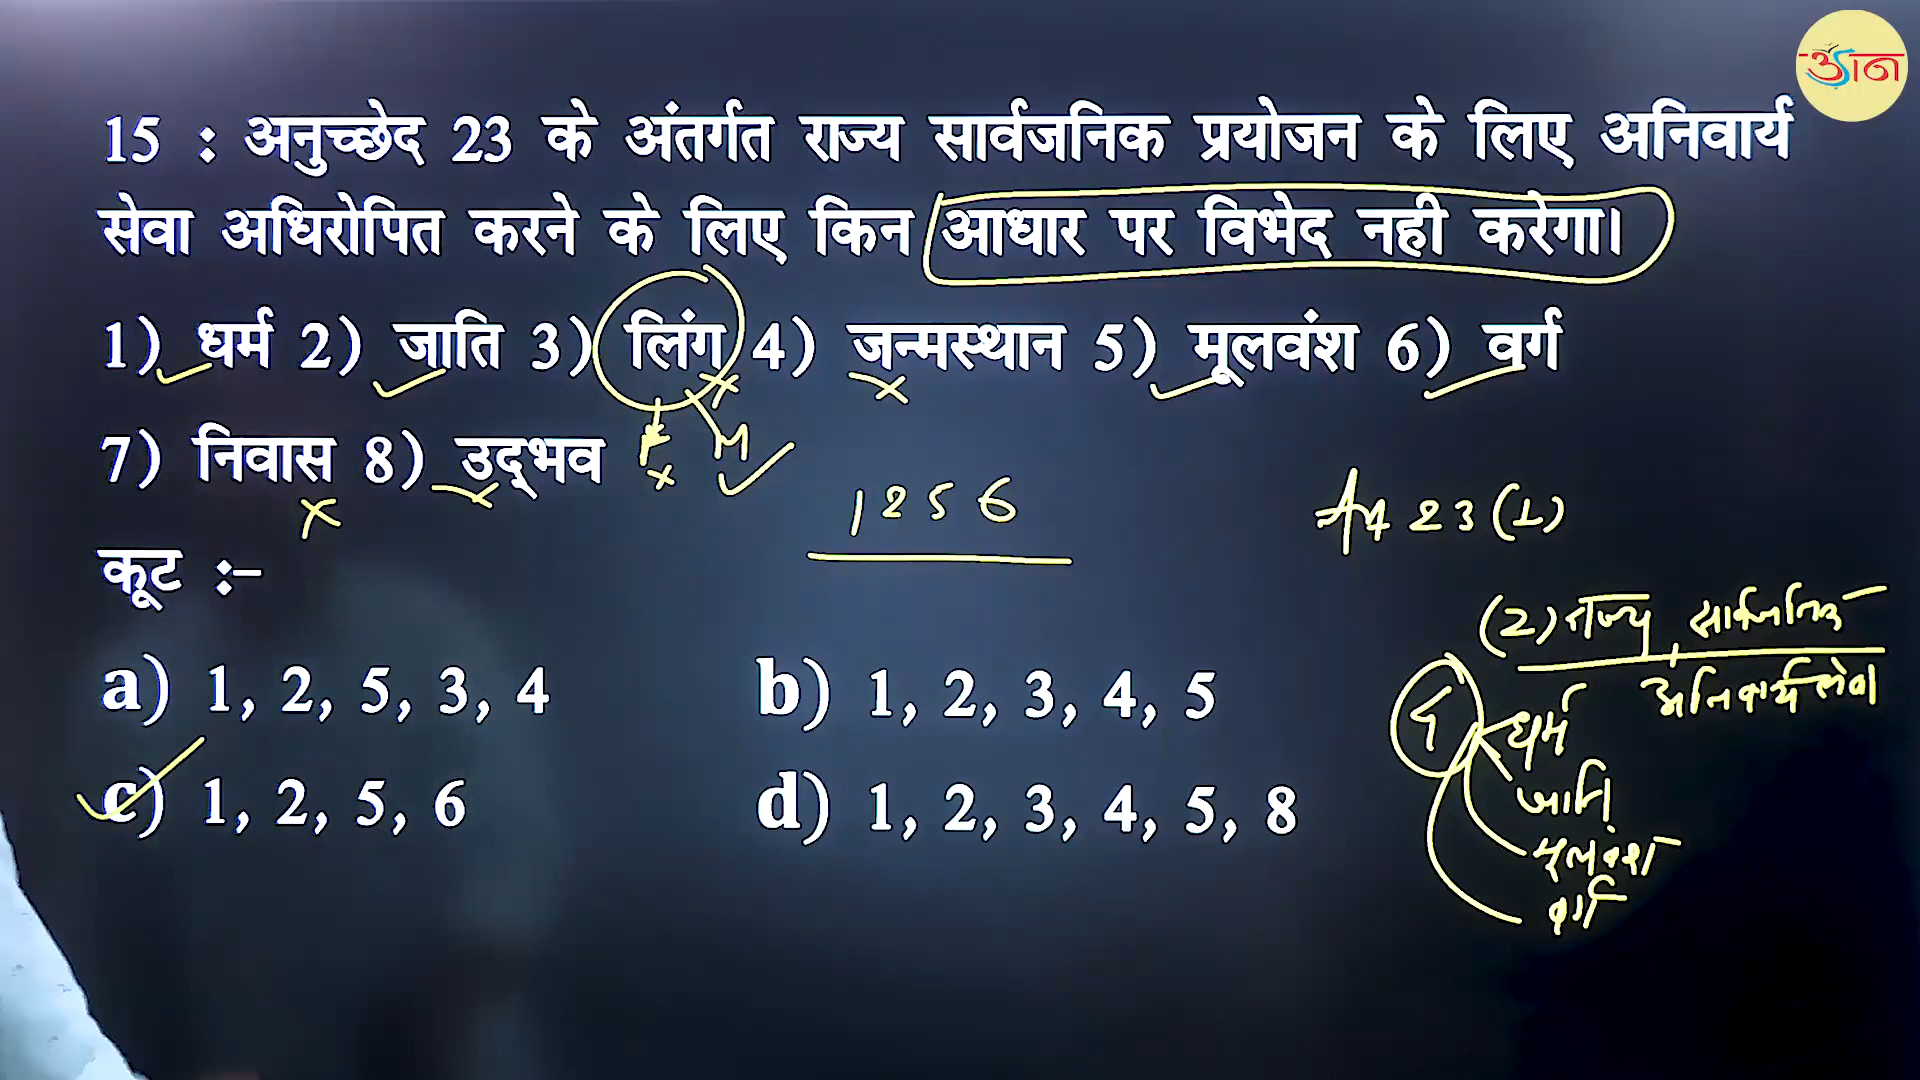 उड़ान
15 : अनुच्छेद 23 के अंतर्गत राज्य सार्वजनिक प्रयोजन के लिए अनिवार्य
सेवा अधिरोपित करने के लिए किन आधार पर विभेद नही करेगा।
1) धर्म 2) जाति 3) लिंग 4) जन्मस्थान 5) मूलवंश 6) वर्ग
F M
7) निवास 8) उद्भव
1 2 5 6
Art 23 (1)
कूट :-
(2) राज्य, सार्वजनिक
अनिवार्य सेवा
a) 1, 2, 5, 3, 4 b) 1, 2, 3, 4, 5
धर्म
जाति
c) 1, 2, 5, 6 d) 1, 2, 3, 4, 5, 8
मूलवंश
वर्ग